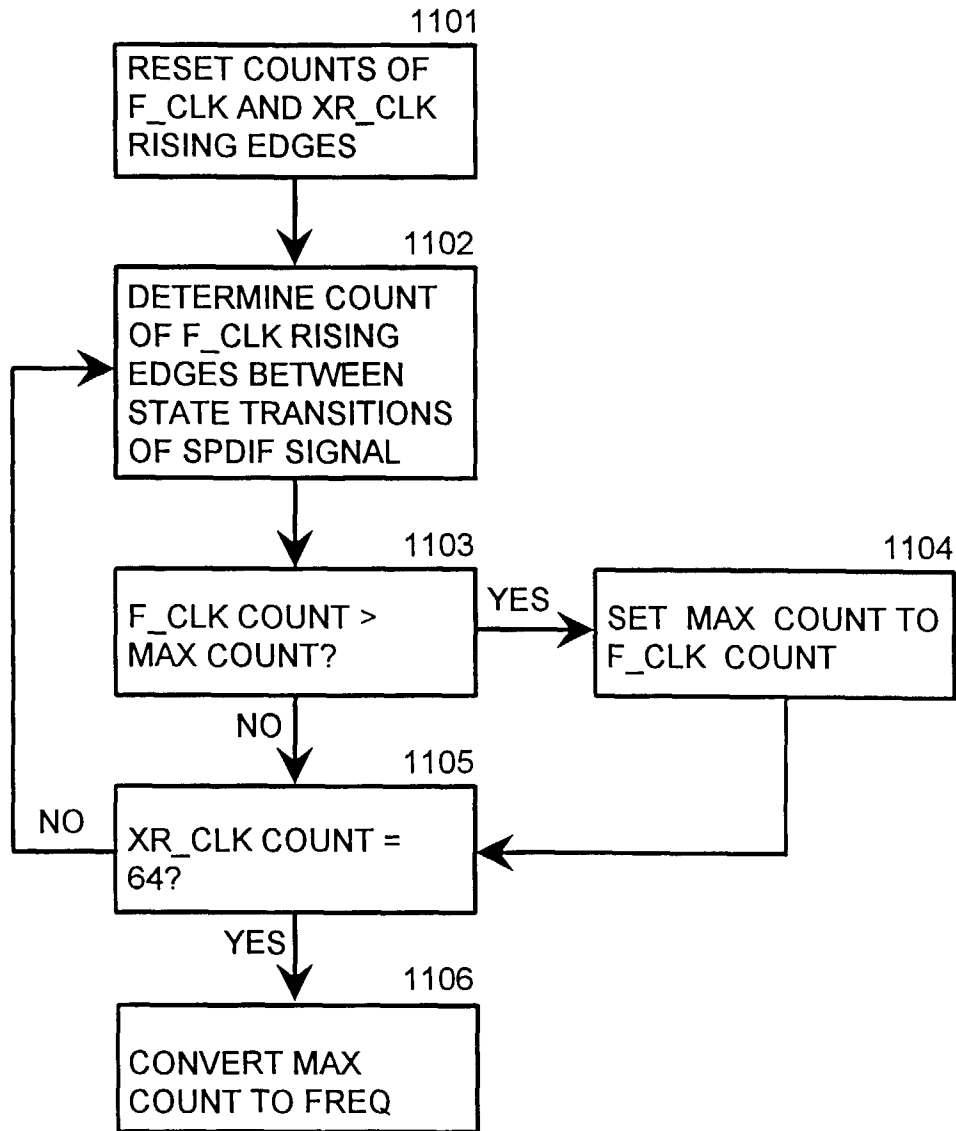 1101
RESET COUNTS OF
F_CLK AND XR_CLK
RISING EDGES
1102
DETERMINE COUNT
OF F_CLK RISING
EDGES BETWEEN
STATE TRANSITIONS
OF SPDIF SIGNAL
1103
F_CLK COUNT >
MAX COUNT?
YES
1104
SET MAX COUNT TO
F_CLK COUNT
NO
1105
XR_CLK COUNT =
64?
NO
YES
1106
CONVERT MAX
COUNT TO FREQ